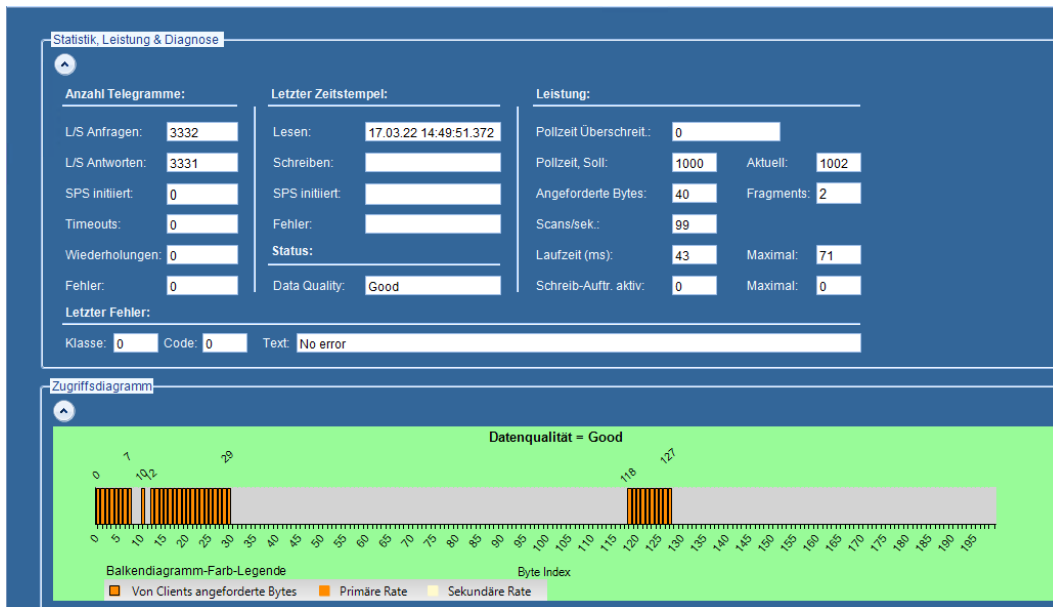 Statistik, Leistung & Diagnose
Anzahl Telegramme: Letzter Zeitstempel: Leistung:
L/S Anfragen: 3332 Lesen: 17.03.22 14:49:51.372 Pollzeit Überschreit.: 0
L/S Antworten: 3331 Schreiben: Pollzeit, Soll: 1000 Aktuell: 1002
SPS initiiert: 0 SPS initiiert: Angeforderte Bytes: 40 Fragments: 2
Timeouts: 0 Fehler: Scans/sek.: 99
Wiederholungen: 0 Status: Laufzeit (ms): 43 Maximal: 71
Fehler: 0 Data Quality: Good Schreib-Auftr. aktiv: 0 Maximal: 0
Letzter Fehler:
Klasse: 0 Code: 0 Text: No error
Zugriffsdiagramm
Datenqualität = Good
0 7 10 12 29 118 127
0 5 10 15 20 25 30 35 40 45 50 55 60 65 70 75 80 85 90 95 100 105 110 115 120 125 130 135 140 145 150 155 160 165 170 175 180 185 190 195
Balkendiagramm-Farb-Legende Byte Index
Von Clients angeforderte Bytes Primäre Rate Sekundäre Rate